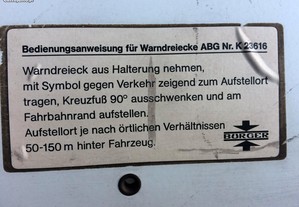 Bedienungsanweisung für Warndreiecke ABG Nr. K 23616
Warndreieck aus Halterung nehmen,
mit Symbol gegen Verkehr zeigend zum Aufstellort
tragen, Kreuzfuß 90° ausschwenken und am
Fahrbahnrand aufstellen.
Aufstellort je nach örtlichen Verhältnissen
50-150 m hinter Fahrzeug.
BURGER